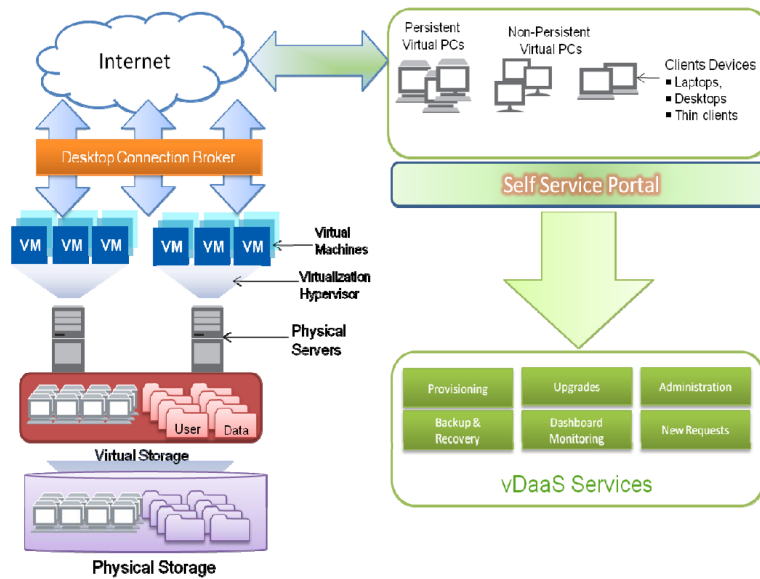 Internet
Desktop Connection Broker
VM VM VM
VM VM VM
Virtual
Machines
Virtualization
Hypervisor
Physical
Servers
User Data
Virtual Storage
Physical Storage
Persistent
Virtual PCs
Non-Persistent
Virtual PCs
Clients Devices
▪ Laptops,
▪ Desktops
▪ Thin clients
Self Service Portal
Provisioning
Upgrades
Administration
Backup &
Recovery
Dashboard
Monitoring
New Requests
vDaaS Services